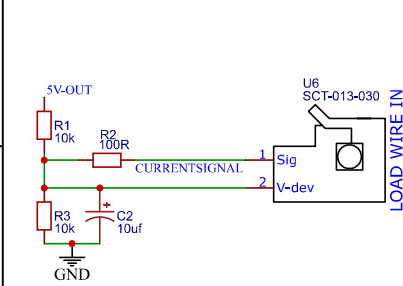 5V-OUT
U6
SCT-013-030
R1
10k
R2
100R
CURRENTSIGNAL
1
Sig
2
V-dev
R3
10k
C2
10uf
GND
LOAD WIRE IN